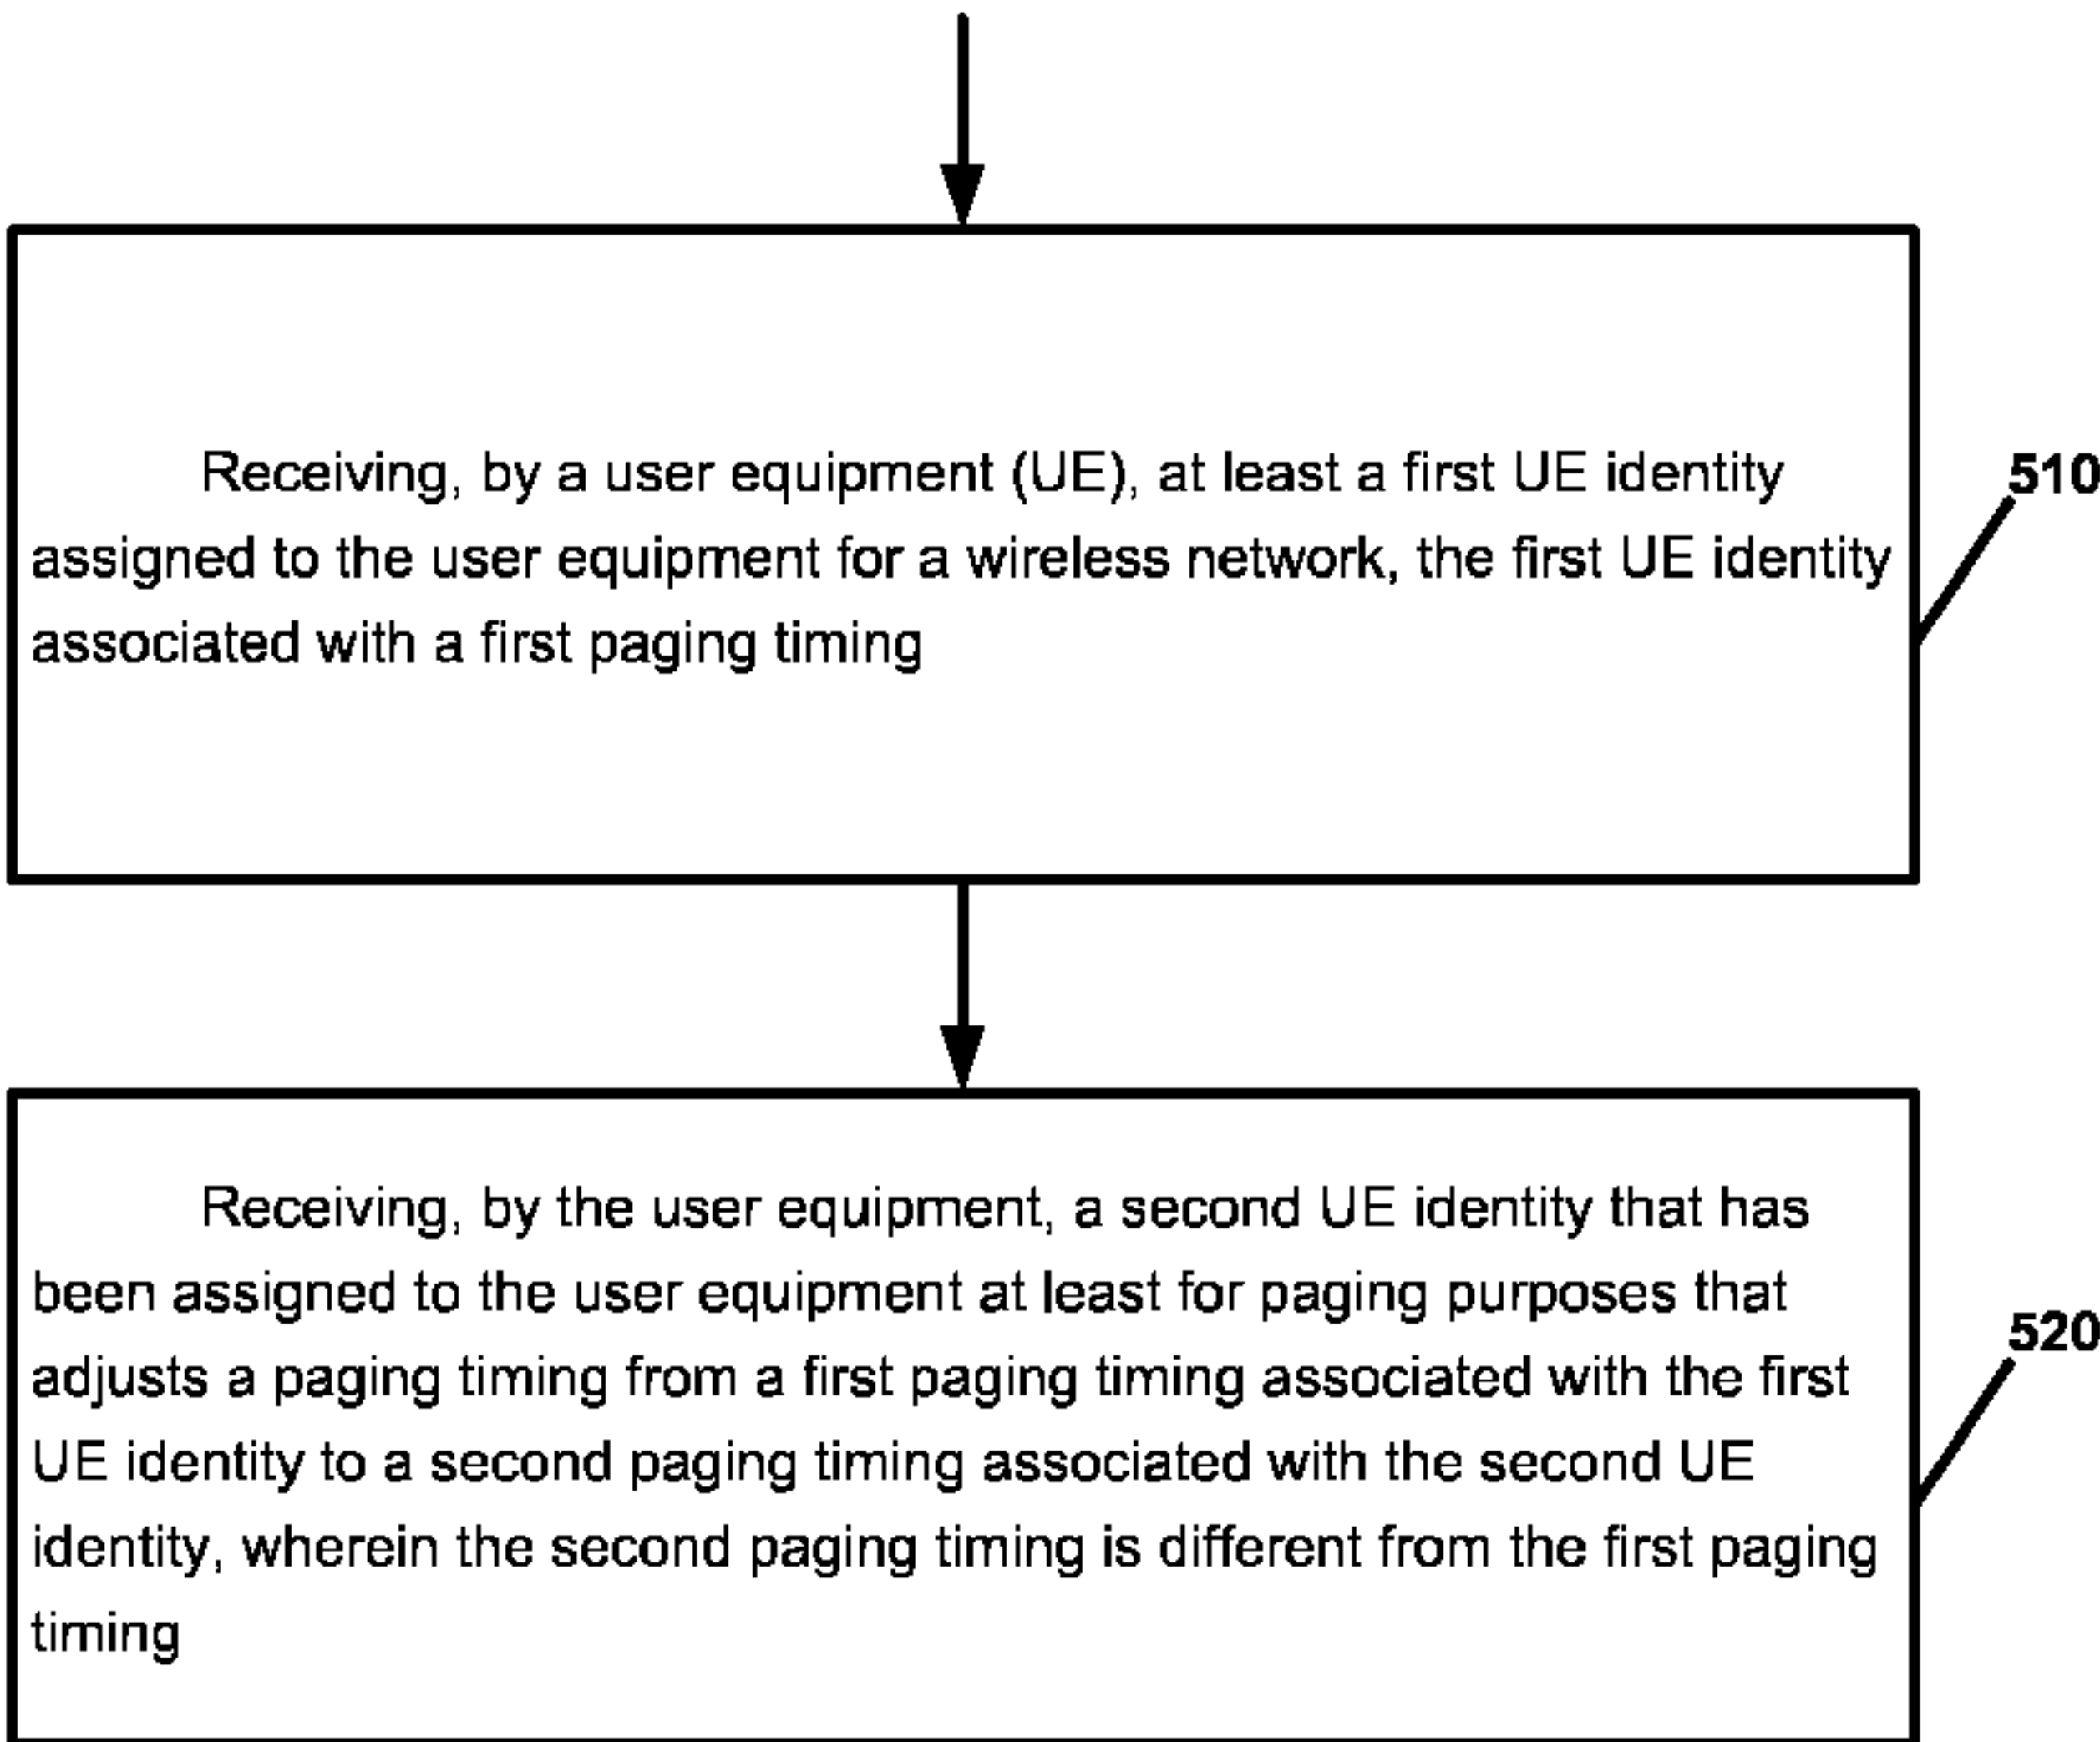 Receiving, by a user equipment (UE), at least a first UE identity
assigned to the user equipment for a wireless network, the first UE identity
associated with a first paging timing
510
Receiving, by the user equipment, a second UE identity that has
been assigned to the user equipment at least for paging purposes that
adjusts a paging timing from a first paging timing associated with the first
UE identity to a second paging timing associated with the second UE
identity, wherein the second paging timing is different from the first paging
timing
520